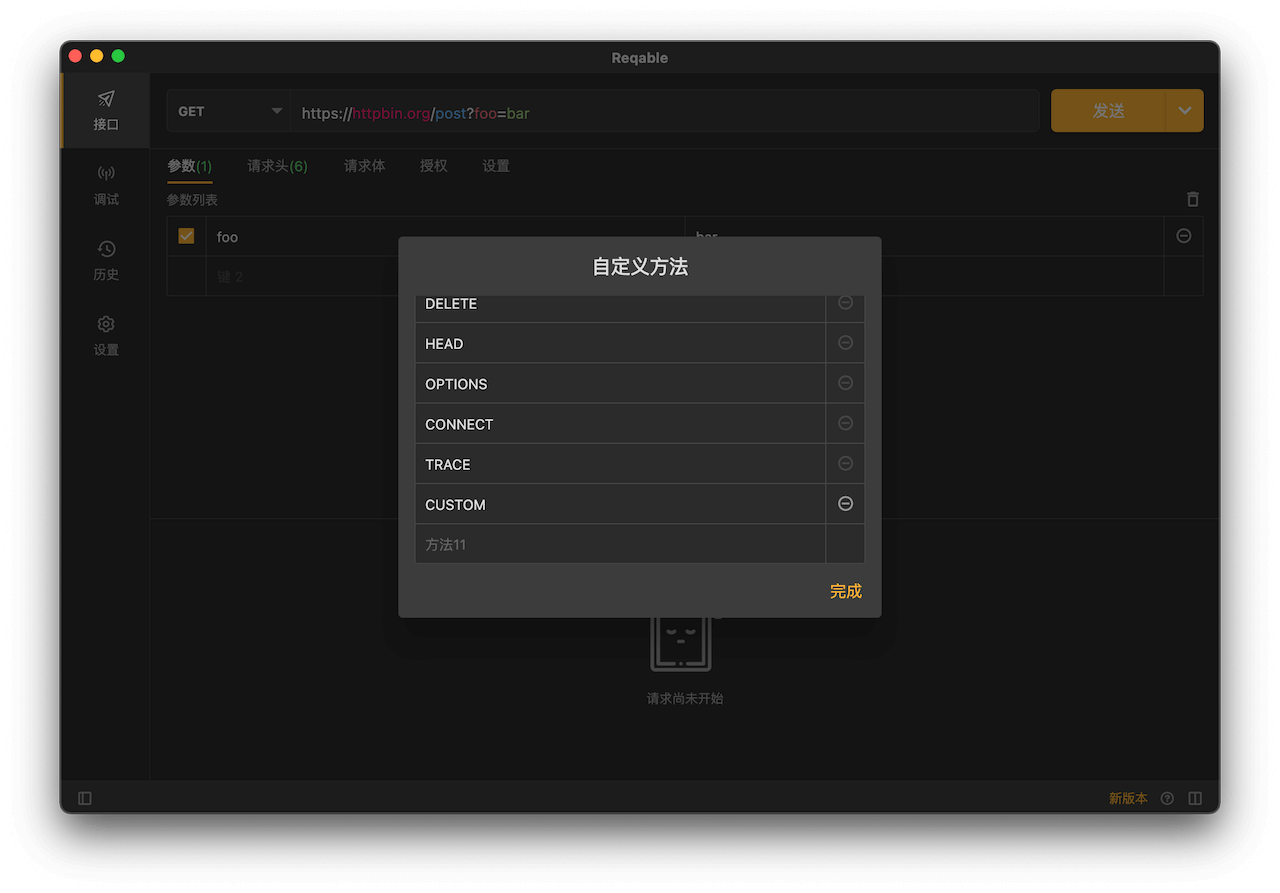 Reqable
接口
调试
历史
设置
GET
https://httpbin.org/post?foo=bar
发送
参数(1)
请求头(6)
请求体
授权
设置
参数列表
foo
bar
键 2
自定义方法
DELETE
HEAD
OPTIONS
CONNECT
TRACE
CUSTOM
方法11
完成
请求尚未开始
新版本